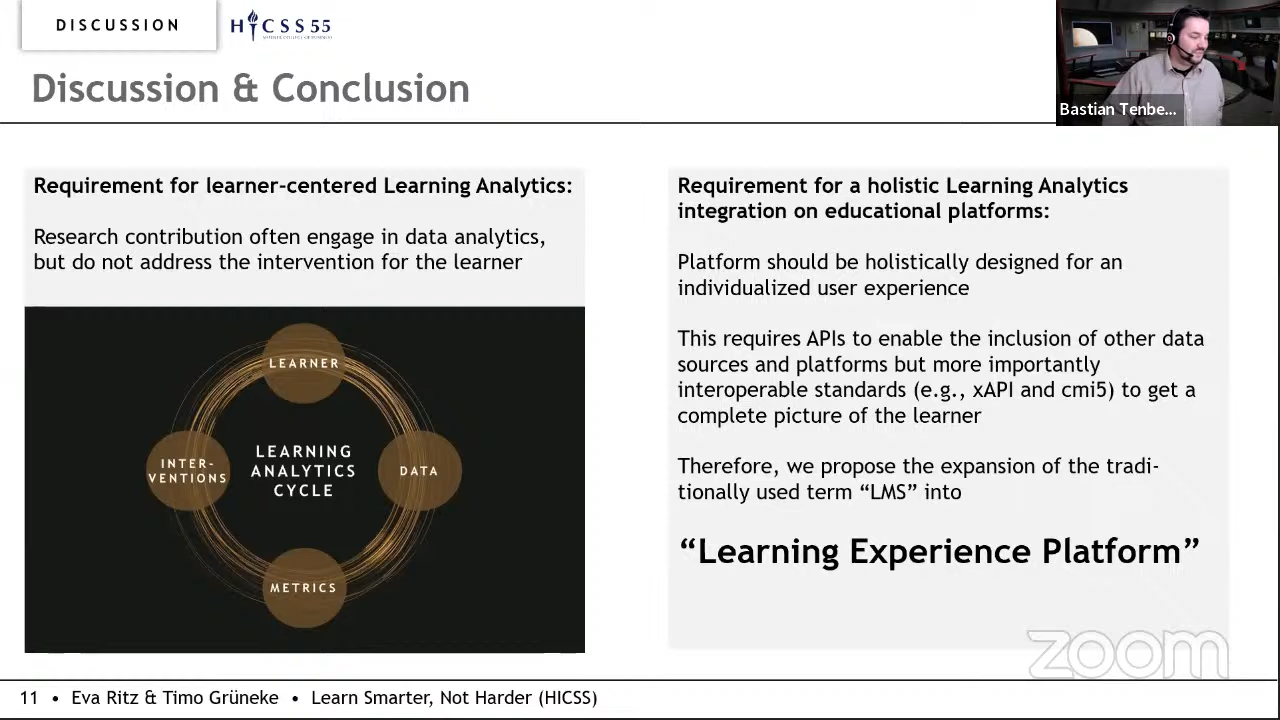 DISCUSSION
HICSS55
Discussion & Conclusion
Bastian Tenbe...
Requirement for learner-centered Learning Analytics:
Research contribution often engage in data analytics,
but do not address the intervention for the learner
LEARNER
LEARNING
ANALYTICS
CYCLE
INTER-
VENTIONS
DATA
METRICS
Requirement for a holistic Learning Analytics
integration on educational platforms:
Platform should be holistically designed for an
individualized user experience
This requires APIs to enable the inclusion of other data
sources and platforms but more importantly
interoperable standards (e.g., xAPI and cmi5) to get a
complete picture of the learner
Therefore, we propose the expansion of the tradi-
tionally used term “LMS” into
“Learning Experience Platform”
zoom
11 • Eva Ritz & Timo Grüneke • Learn Smarter, Not Harder (HICSS)